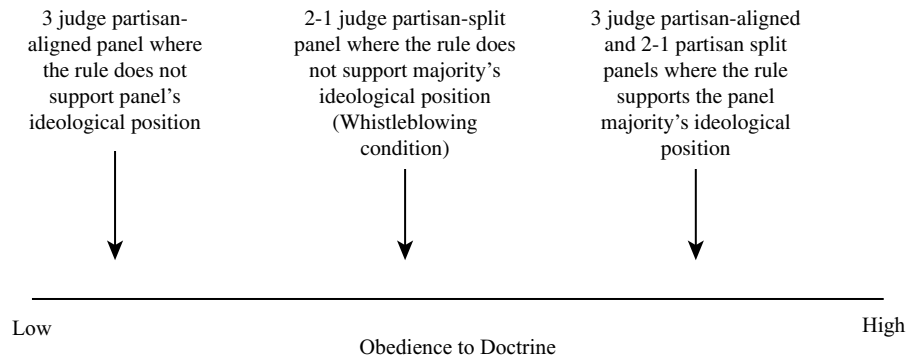 3 judge partisan-
aligned panel where
the rule does not
support panel's
ideological position
2-1 judge partisan-split
panel where the rule does
not support majority's
ideological position
(Whistleblowing
condition)
3 judge partisan-aligned
and 2-1 partisan split
panels where the rule
supports the panel
majority's ideological
position
Low
High
Obedience to Doctrine